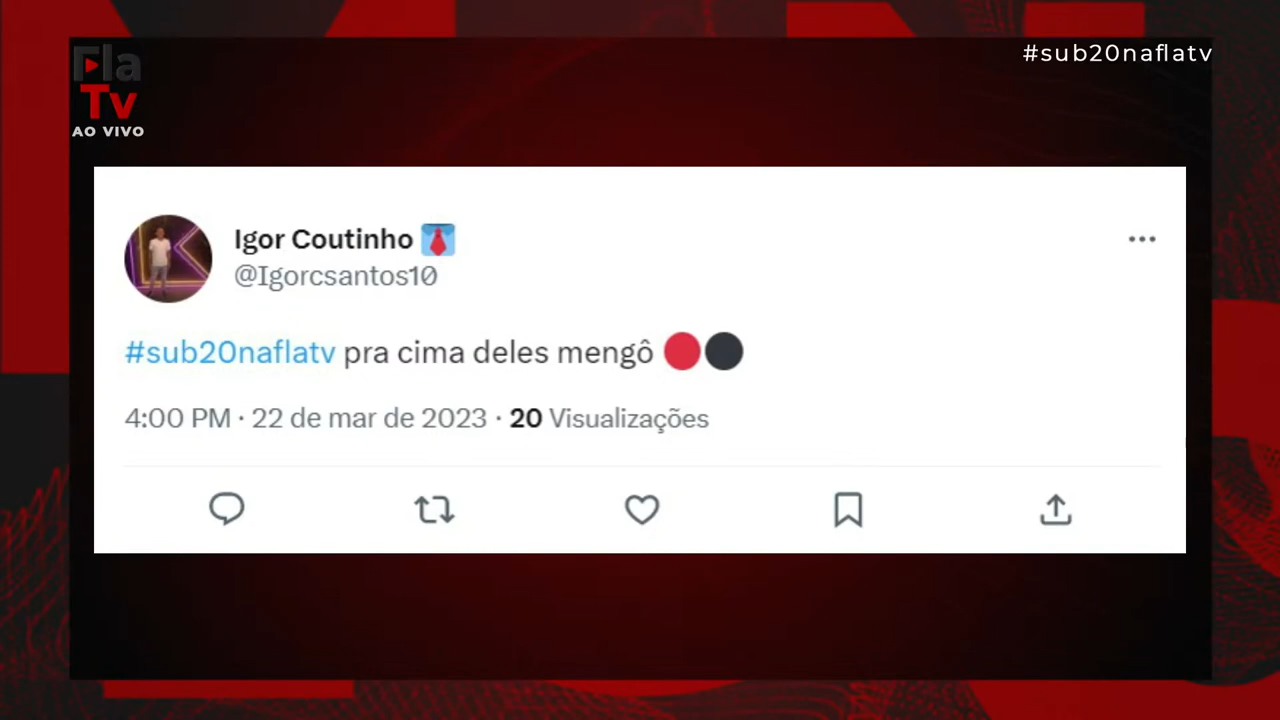 Fla
Tv
AO VIVO
#sub20naflatv
Igor Coutinho
@Igorcsantos10
#sub20naflatv pra cima deles mengô 🔴⚫
4:00 PM · 22 de mar de 2023 · 20 Visualizações